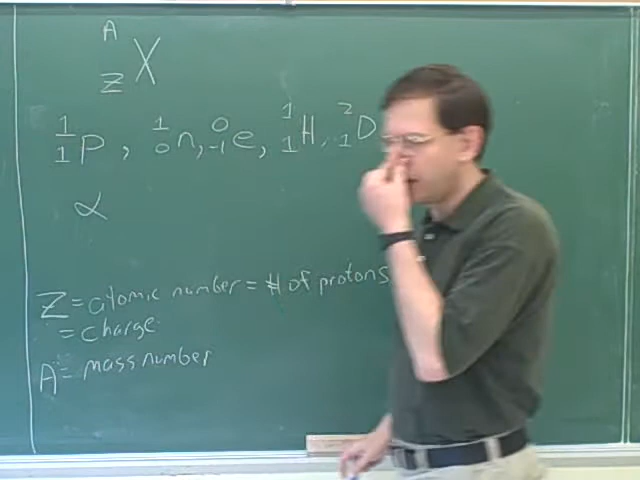 A
Z X
1 1 p , 1 0 n, 0 -1 e, 1 1 H, 2 1 D
α
Z = atomic number = # of protons
= charge
A = mass number